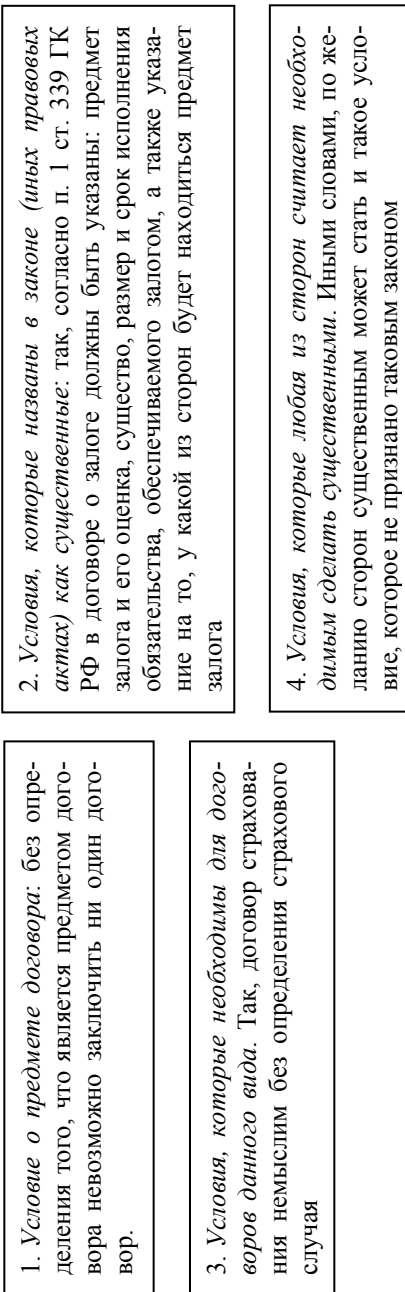 1. Условие о предмете договора: без опре-
деления того, что является предметом дого-
вора невозможно заключить ни один дого-
вор.
2. Условия, которые названы в законе (иных правовых
актах) как существенные: так, согласно п. 1 ст. 339 ГК
РФ в договоре о залоге должны быть указаны: предмет
залога и его оценка, существо, размер и срок исполнения
обязательства, обеспечиваемого залогом, а также указа-
ние на то, у какой из сторон будет находиться предмет
залога
3. Условия, которые необходимы для дого-
воров данного вида. Так, договор страхова-
ния немыслим без определения страхового
случая
4. Условия, которые любая из сторон считает необхо-
димым сделать существенными. Иными словами, по же-
ланию сторон существенным может стать и такое усло-
вие, которое не признано таковым законом